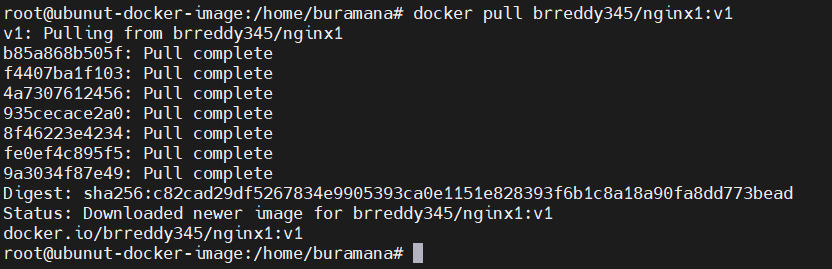 root@ubunut-docker-image:/home/buramana# docker pull brreddy345/nginx1:v1
v1: Pulling from brreddy345/nginx1
b85a868b505f: Pull complete
f4407ba1f103: Pull complete
4a7307612456: Pull complete
935cecace2a0: Pull complete
8f46223e4234: Pull complete
fe0ef4c895f5: Pull complete
9a3034f87e49: Pull complete
Digest: sha256:c82cad29df5267834e9905393ca0e1151e828393f6b1c8a18a90fa8dd773bead
Status: Downloaded newer image for brreddy345/nginx1:v1
docker.io/brreddy345/nginx1:v1
root@ubunut-docker-image:/home/buramana#